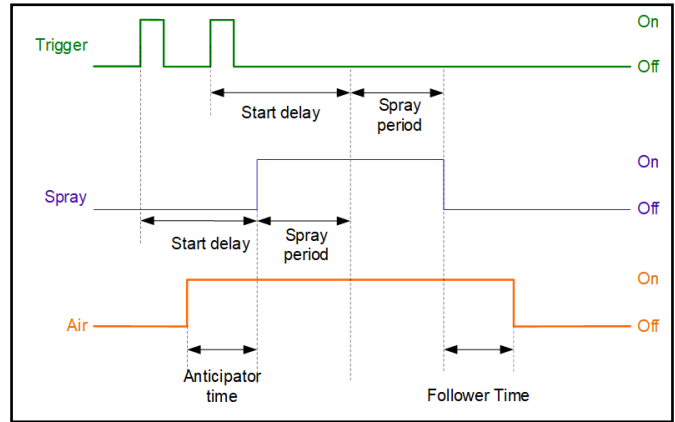 On
Trigger
Off
Start delay
Spray
period
On
Spray
Off
Start delay
Spray
period
On
Air
Off
Anticipator
time
Follower Time